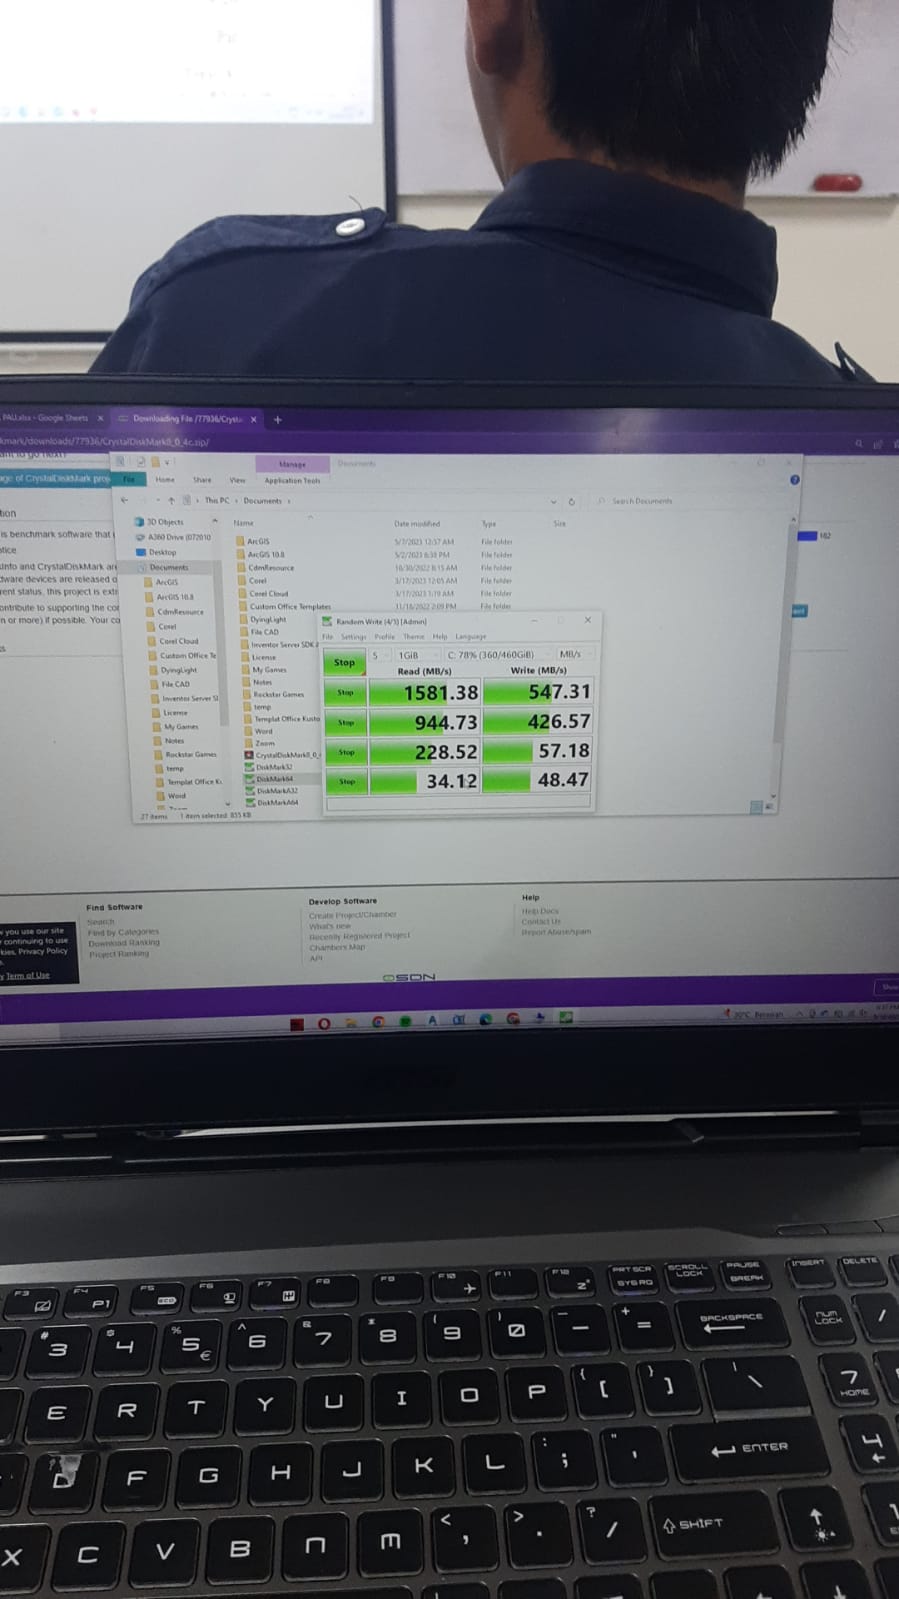 PALl.xlsx - Google Sheets
Downloading File /77936/Crysta
kmark/downloads/77936/CrystalDiskMark8_0_4c.zip/
age of CrystalDiskMark proj
tion
is benchmark software that
tice
Info and CrystalDiskMark are
dware devices are released o
rent status, this project is extr
ontribute to supporting the cor
n or more) if possible. Your co
Manage
Documents
File
Home
Share
View
Application Tools
This PC
Documents
Search Documents
Name
Date modified
Type
Size
3D Objects
A360 Drive (072010
Desktop
Documents
ArcGIS
ArcGIS 10.8
CdmResource
Corel
Corel Cloud
Custom Office Te
DyingLight
File CAD
Inventor Server SI
License
My Games
Notes
Rockstar Games
temp
Templat Office Ku
Word
ArcGIS 5/7/2023 12:37 AM File folder
ArcGIS 10.8 5/2/2023 6:38 PM File folder
CdmResource 10/30/2022 8:15 AM File folder
Corel 3/17/2023 12:05 AM File folder
Corel Cloud 3/17/2023 1:19 AM File folder
Custom Office Templates 11/18/2022 2:09 PM File folder
DyingLight
File CAD
Inventor Server SDK
License
My Games
Notes
Rockstar Games
temp
Templat Office Kusto
Word
Zoom
CrystalDiskMark8_0_4
DiskMark32
DiskMark64
DiskMarkA32
DiskMarkA64
27 items 1 item selected 855 KB
Random Write (4/5) [Admin]
File Settings Profile Theme Help Language
Stop 5 1GiB C: 78% (360/460GiB) MB/s
Read (MB/s) Write (MB/s)
Stop 1581.38 547.31
Stop 944.73 426.57
Stop 228.52 57.18
Stop 34.12 48.47
Find Software
Search
Find by Categories
Download Ranking
Project Ranking
Develop Software
Create Project/Chamber
What's new
Recently Registered Project
Chambers Map
API
Help
Help Docs
Contact Us
Report Abuse/spam
you use our site
continuing to use
kies, Privacy Policy
Term of Use
OSDN
30°C
F3 F4 F5 F6 F7 F8 F9 F10 F11 F12 PRT SCR SYS RQ SCROLL LOCK PAUSE BREAK INSERT DELETE
P1
# 3 $ 4 % 5 € ^ 6 & 7 * 8 ( 9 ) 0 _ - + = BACKSPACE NUM LOCK /
E R T Y U I O P { [ } ] | \ 7 HOME
D F G H J K L : ; " ' ENTER 4
X C V B N M < , > . ? / SHIFT